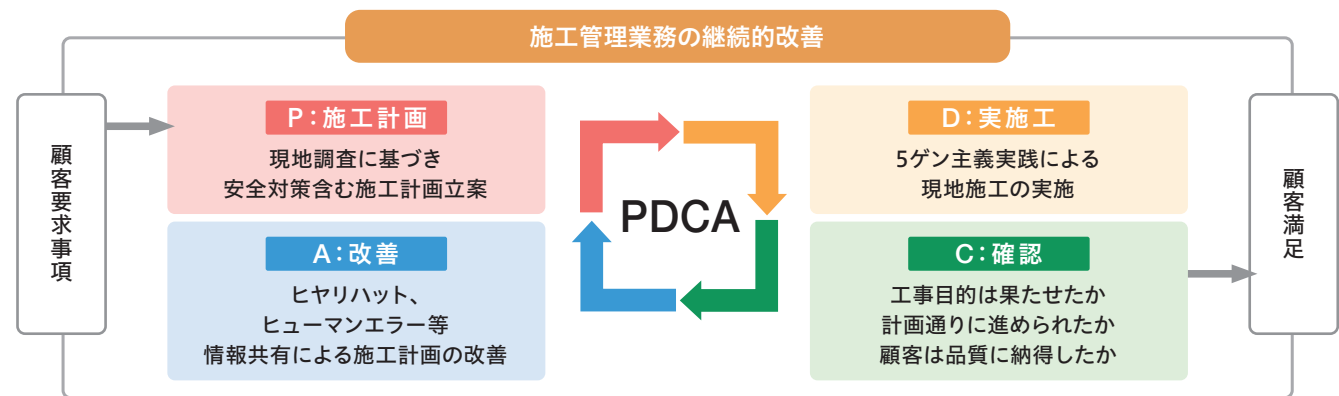 施工管理業務の継続的改善
顧客要求事項
P：施工計画
現地調査に基づき
安全対策含む施工計画立案
A：改善
ヒヤリハット、
ヒューマンエラー等
情報共有による施工計画の改善
PDCA
D：実施工
5ゲン主義実践による
現地施工の実施
C：確認
工事目的は果たせたか
計画通りに進められたか
顧客は品質に納得したか
顧客満足